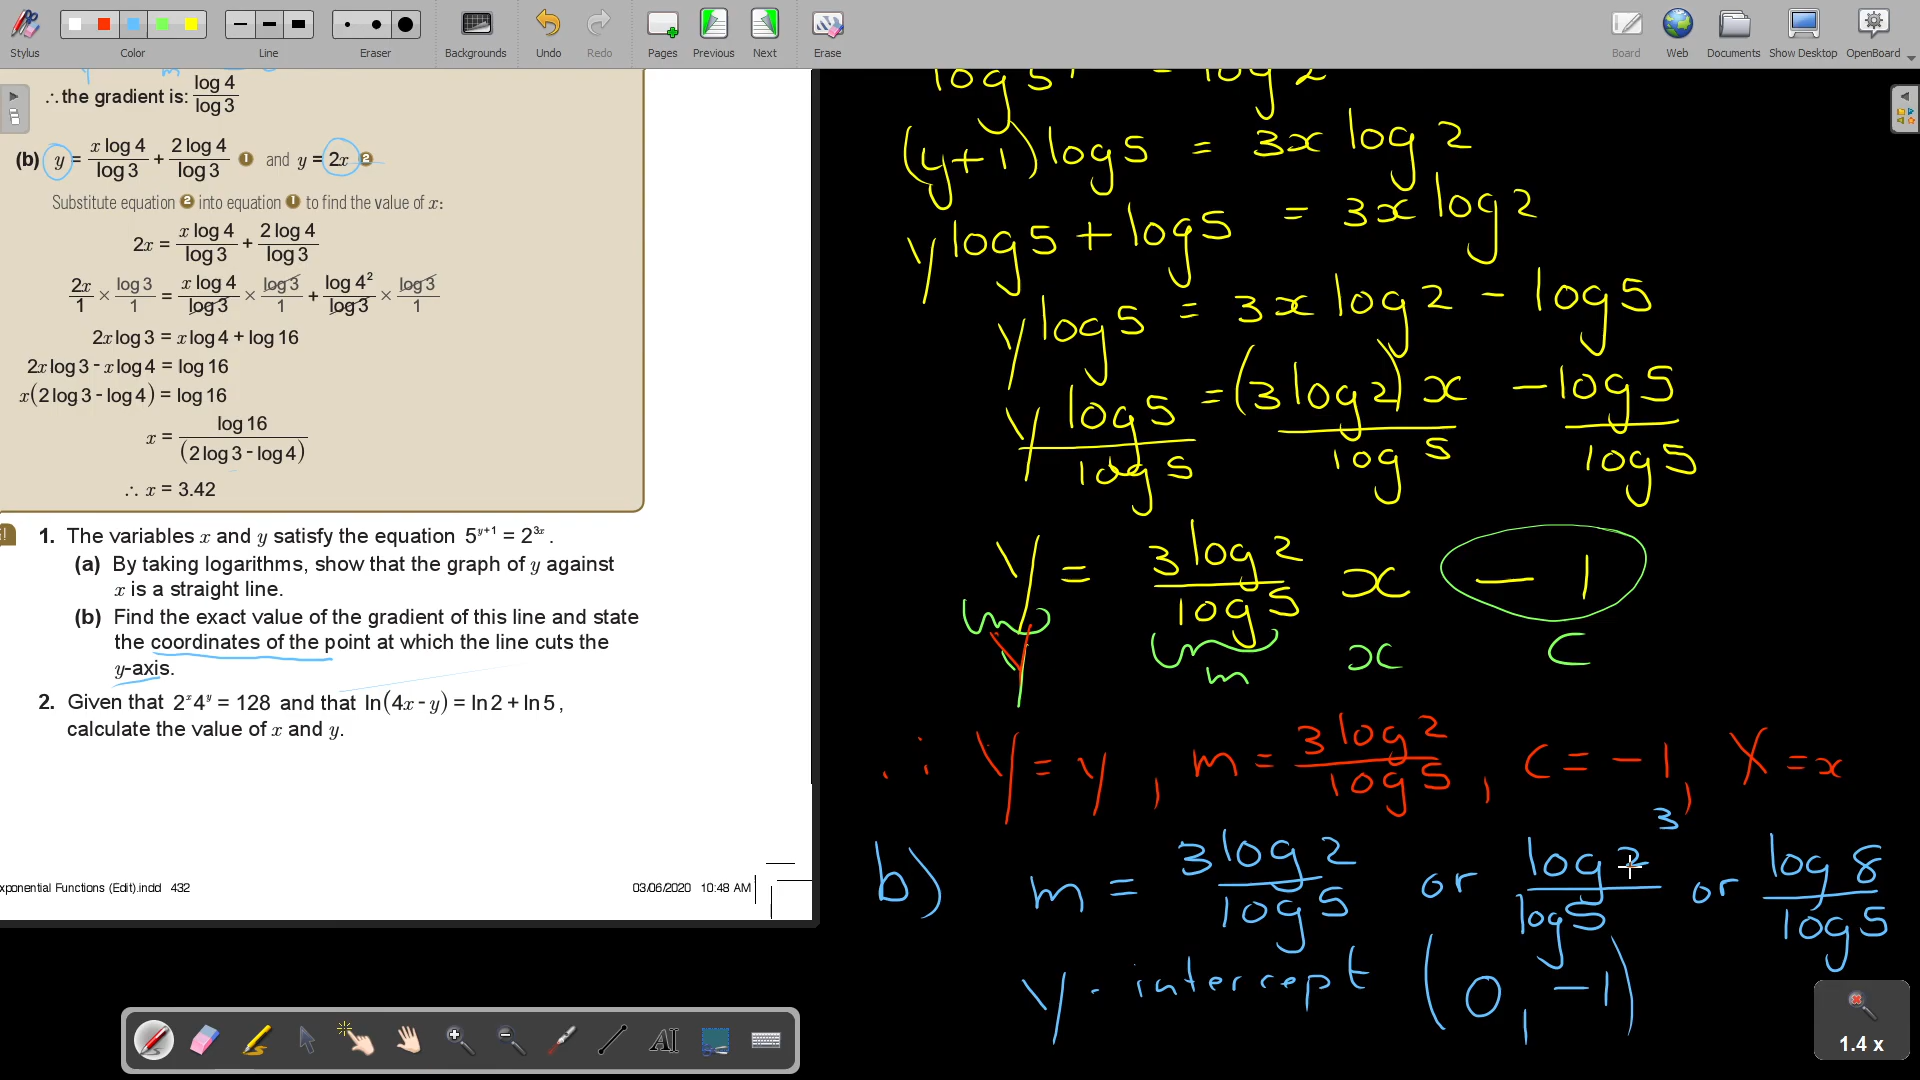 Stylus Color Line Eraser Backgrounds Undo Redo Pages Previous Next Erase Board Web Documents Show Desktop OpenBoard
∴ the gradient is: log 4 / log 3
(b) y = x log 4 / log 3 + 2 log 4 / log 3 ❶ and y = 2x ❷
Substitute equation ❷ into equation ❶ to find the value of x:
2x = x log 4 / log 3 + 2 log 4 / log 3
2x / 1 × log 3 / 1 = x log 4 / log 3 × log 3 / 1 + log 4² / log 3 × log 3 / 1
2x log 3 = x log 4 + log 16
2x log 3 - x log 4 = log 16
x(2 log 3 - log 4) = log 16
x = log 16 / (2 log 3 - log 4)
∴ x = 3.42
1. The variables x and y satisfy the equation 5^(y+1) = 2^(3x).
(a) By taking logarithms, show that the graph of y against
x is a straight line.
(b) Find the exact value of the gradient of this line and state
the coordinates of the point at which the line cuts the
y-axis.
2. Given that 2^x 4^y = 128 and that ln(4x - y) = ln 2 + ln 5,
calculate the value of x and y.
xponential Functions (Edit).indd 432 03/06/2020 10:48 AM
(y+1) log 5 = 3x log 2
y log 5 + log 5 = 3x log 2
y log 5 = 3x log 2 - log 5
y log 5 / log 5 = (3 log 2) x / log 5 - log 5 / log 5
y = 3 log 2 / log 5 x - 1
Y m x c
∴ Y = y, m = 3 log 2 / log 5, c = -1, X = x
b) m = 3 log 2 / log 5 or log 2³ / log 5 or log 8 / log 5
y - intercept (0, -1)
1.4 x